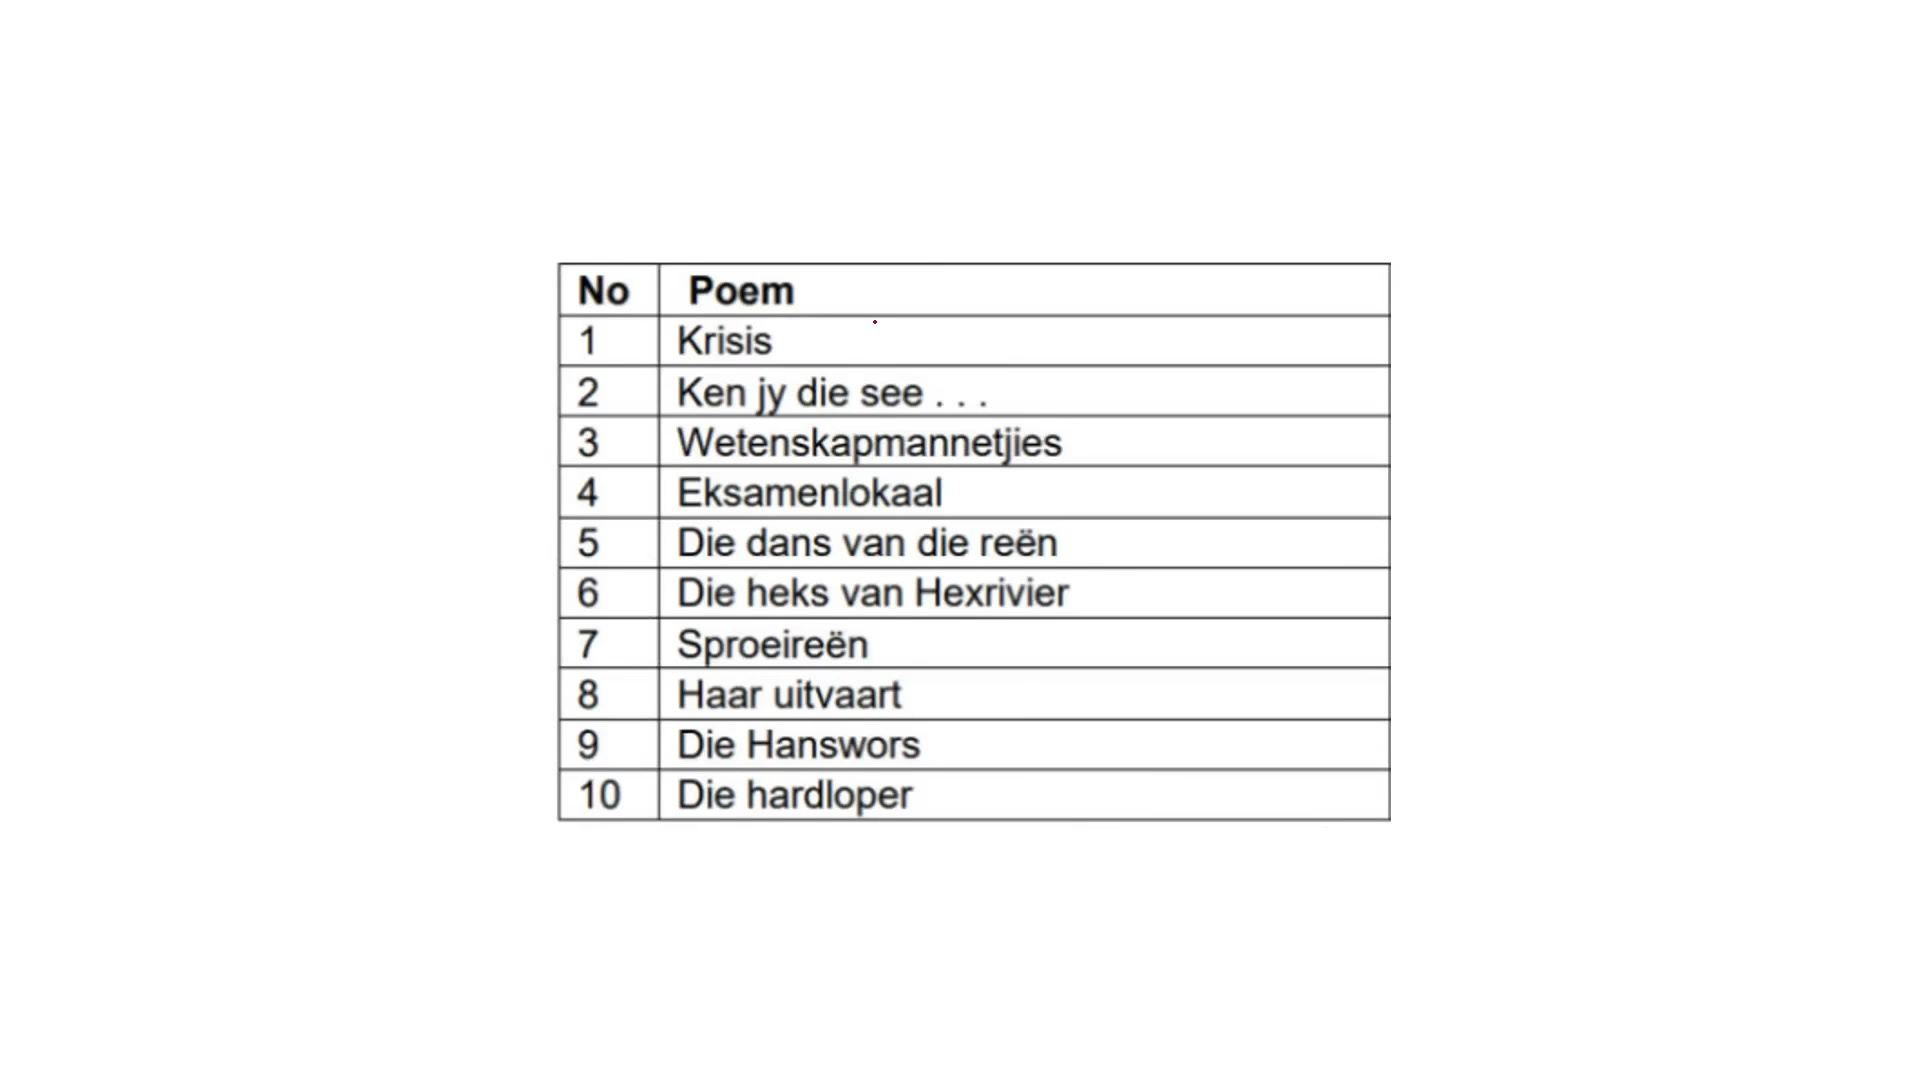 No Poem
1 Krisis
2 Ken jy die see . . .
3 Wetenskapmannetjies
4 Eksamenlokaal
5 Die dans van die reën
6 Die heks van Hexrivier
7 Sproeireën
8 Haar uitvaart
9 Die Hanswors
10 Die hardloper